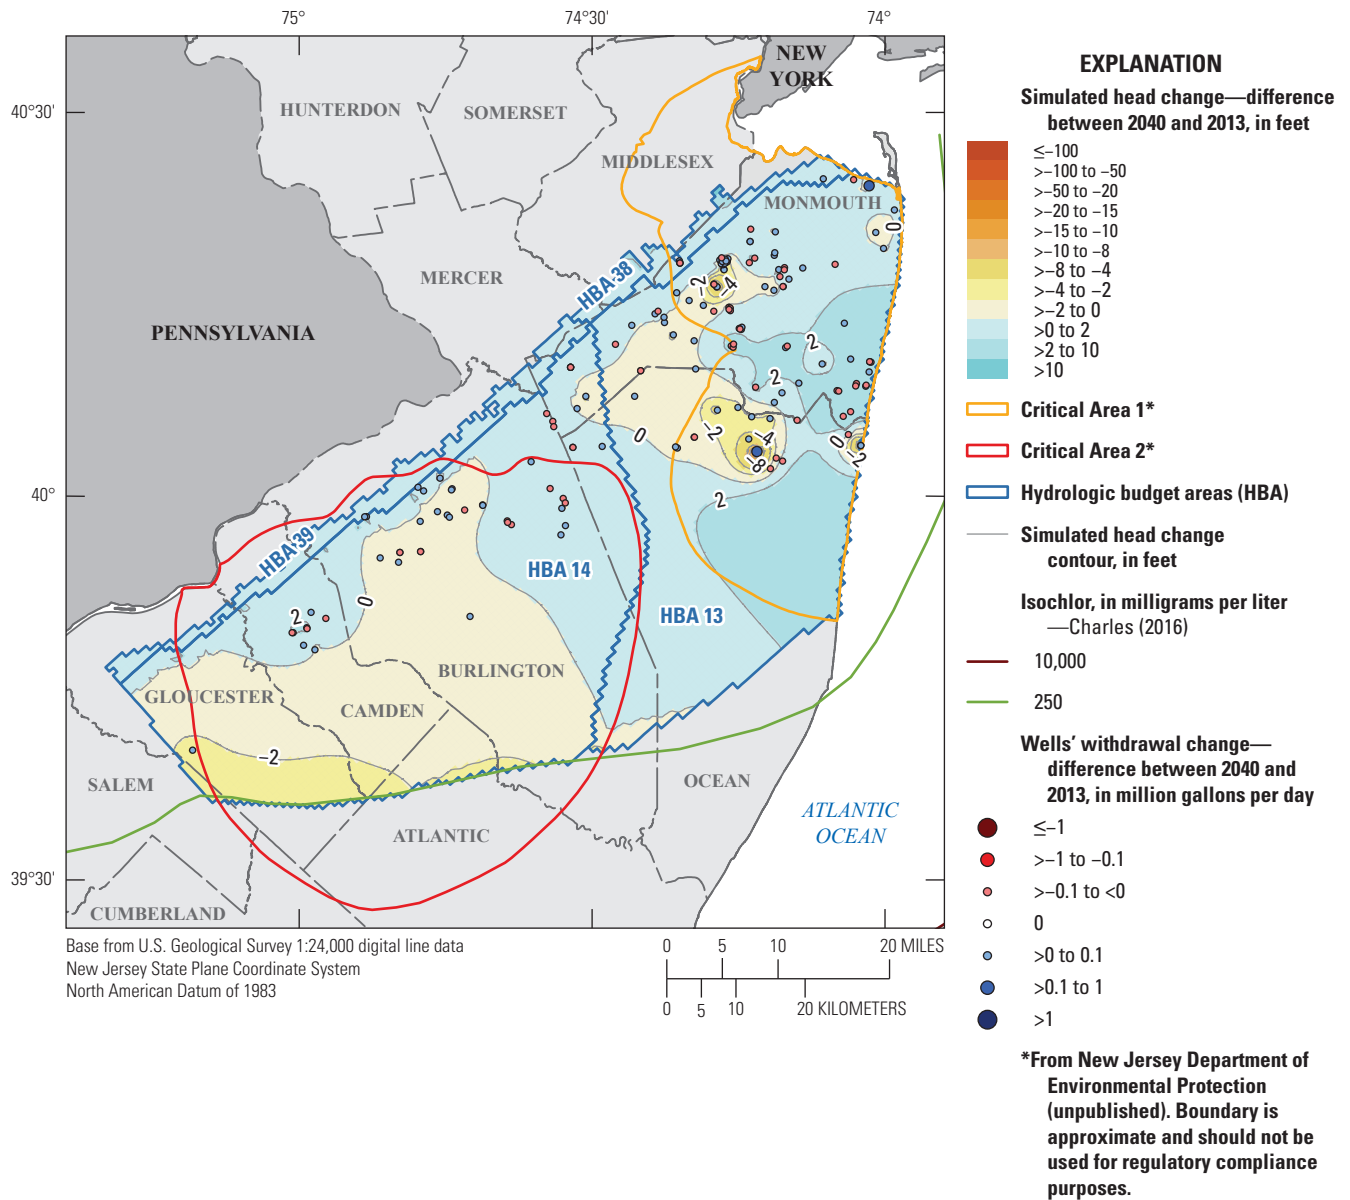 75°
74°30'
74°
40°30'
40°
39°30'
NEW
YORK
HUNTERDON
SOMERSET
MIDDLESEX
MONMOUTH
MERCER
PENNSYLVANIA
HBA 38
HBA 39
HBA 14
HBA 13
0
-2
-4
2
2
0
-2
-4
-8
0
-2
2
2
0
-2
BURLINGTON
GLOUCESTER
CAMDEN
SALEM
OCEAN
ATLANTIC
CUMBERLAND
ATLANTIC
OCEAN
Base from U.S. Geological Survey 1:24,000 digital line data
New Jersey State Plane Coordinate System
North American Datum of 1983
0 5 10 20 MILES
0 5 10 20 KILOMETERS
EXPLANATION
Simulated head change—difference
between 2040 and 2013, in feet
≤−100
>−100 to −50
>−50 to −20
>−20 to −15
>−15 to −10
>−10 to −8
>−8 to −4
>−4 to −2
>−2 to 0
>0 to 2
>2 to 10
>10
Critical Area 1*
Critical Area 2*
Hydrologic budget areas (HBA)
Simulated head change
contour, in feet
Isochlor, in milligrams per liter
—Charles (2016)
10,000
250
Wells’ withdrawal change—
difference between 2040 and
2013, in million gallons per day
≤−1
>−1 to −0.1
>−0.1 to <0
0
>0 to 0.1
>0.1 to 1
>1
*From New Jersey Department of
Environmental Protection
(unpublished). Boundary is
approximate and should not be
used for regulatory compliance
purposes.